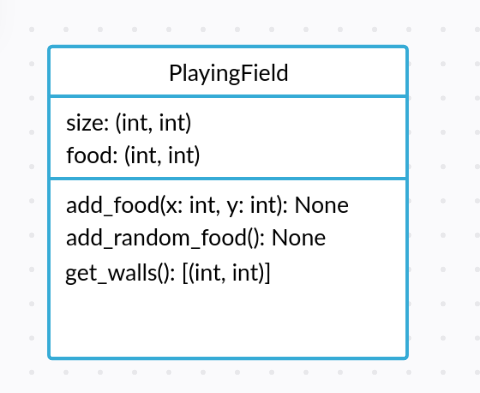 PlayingField
size: (int, int)
food: (int, int)
add_food(x: int, y: int): None
add_random_food(): None
get_walls(): [(int, int)]